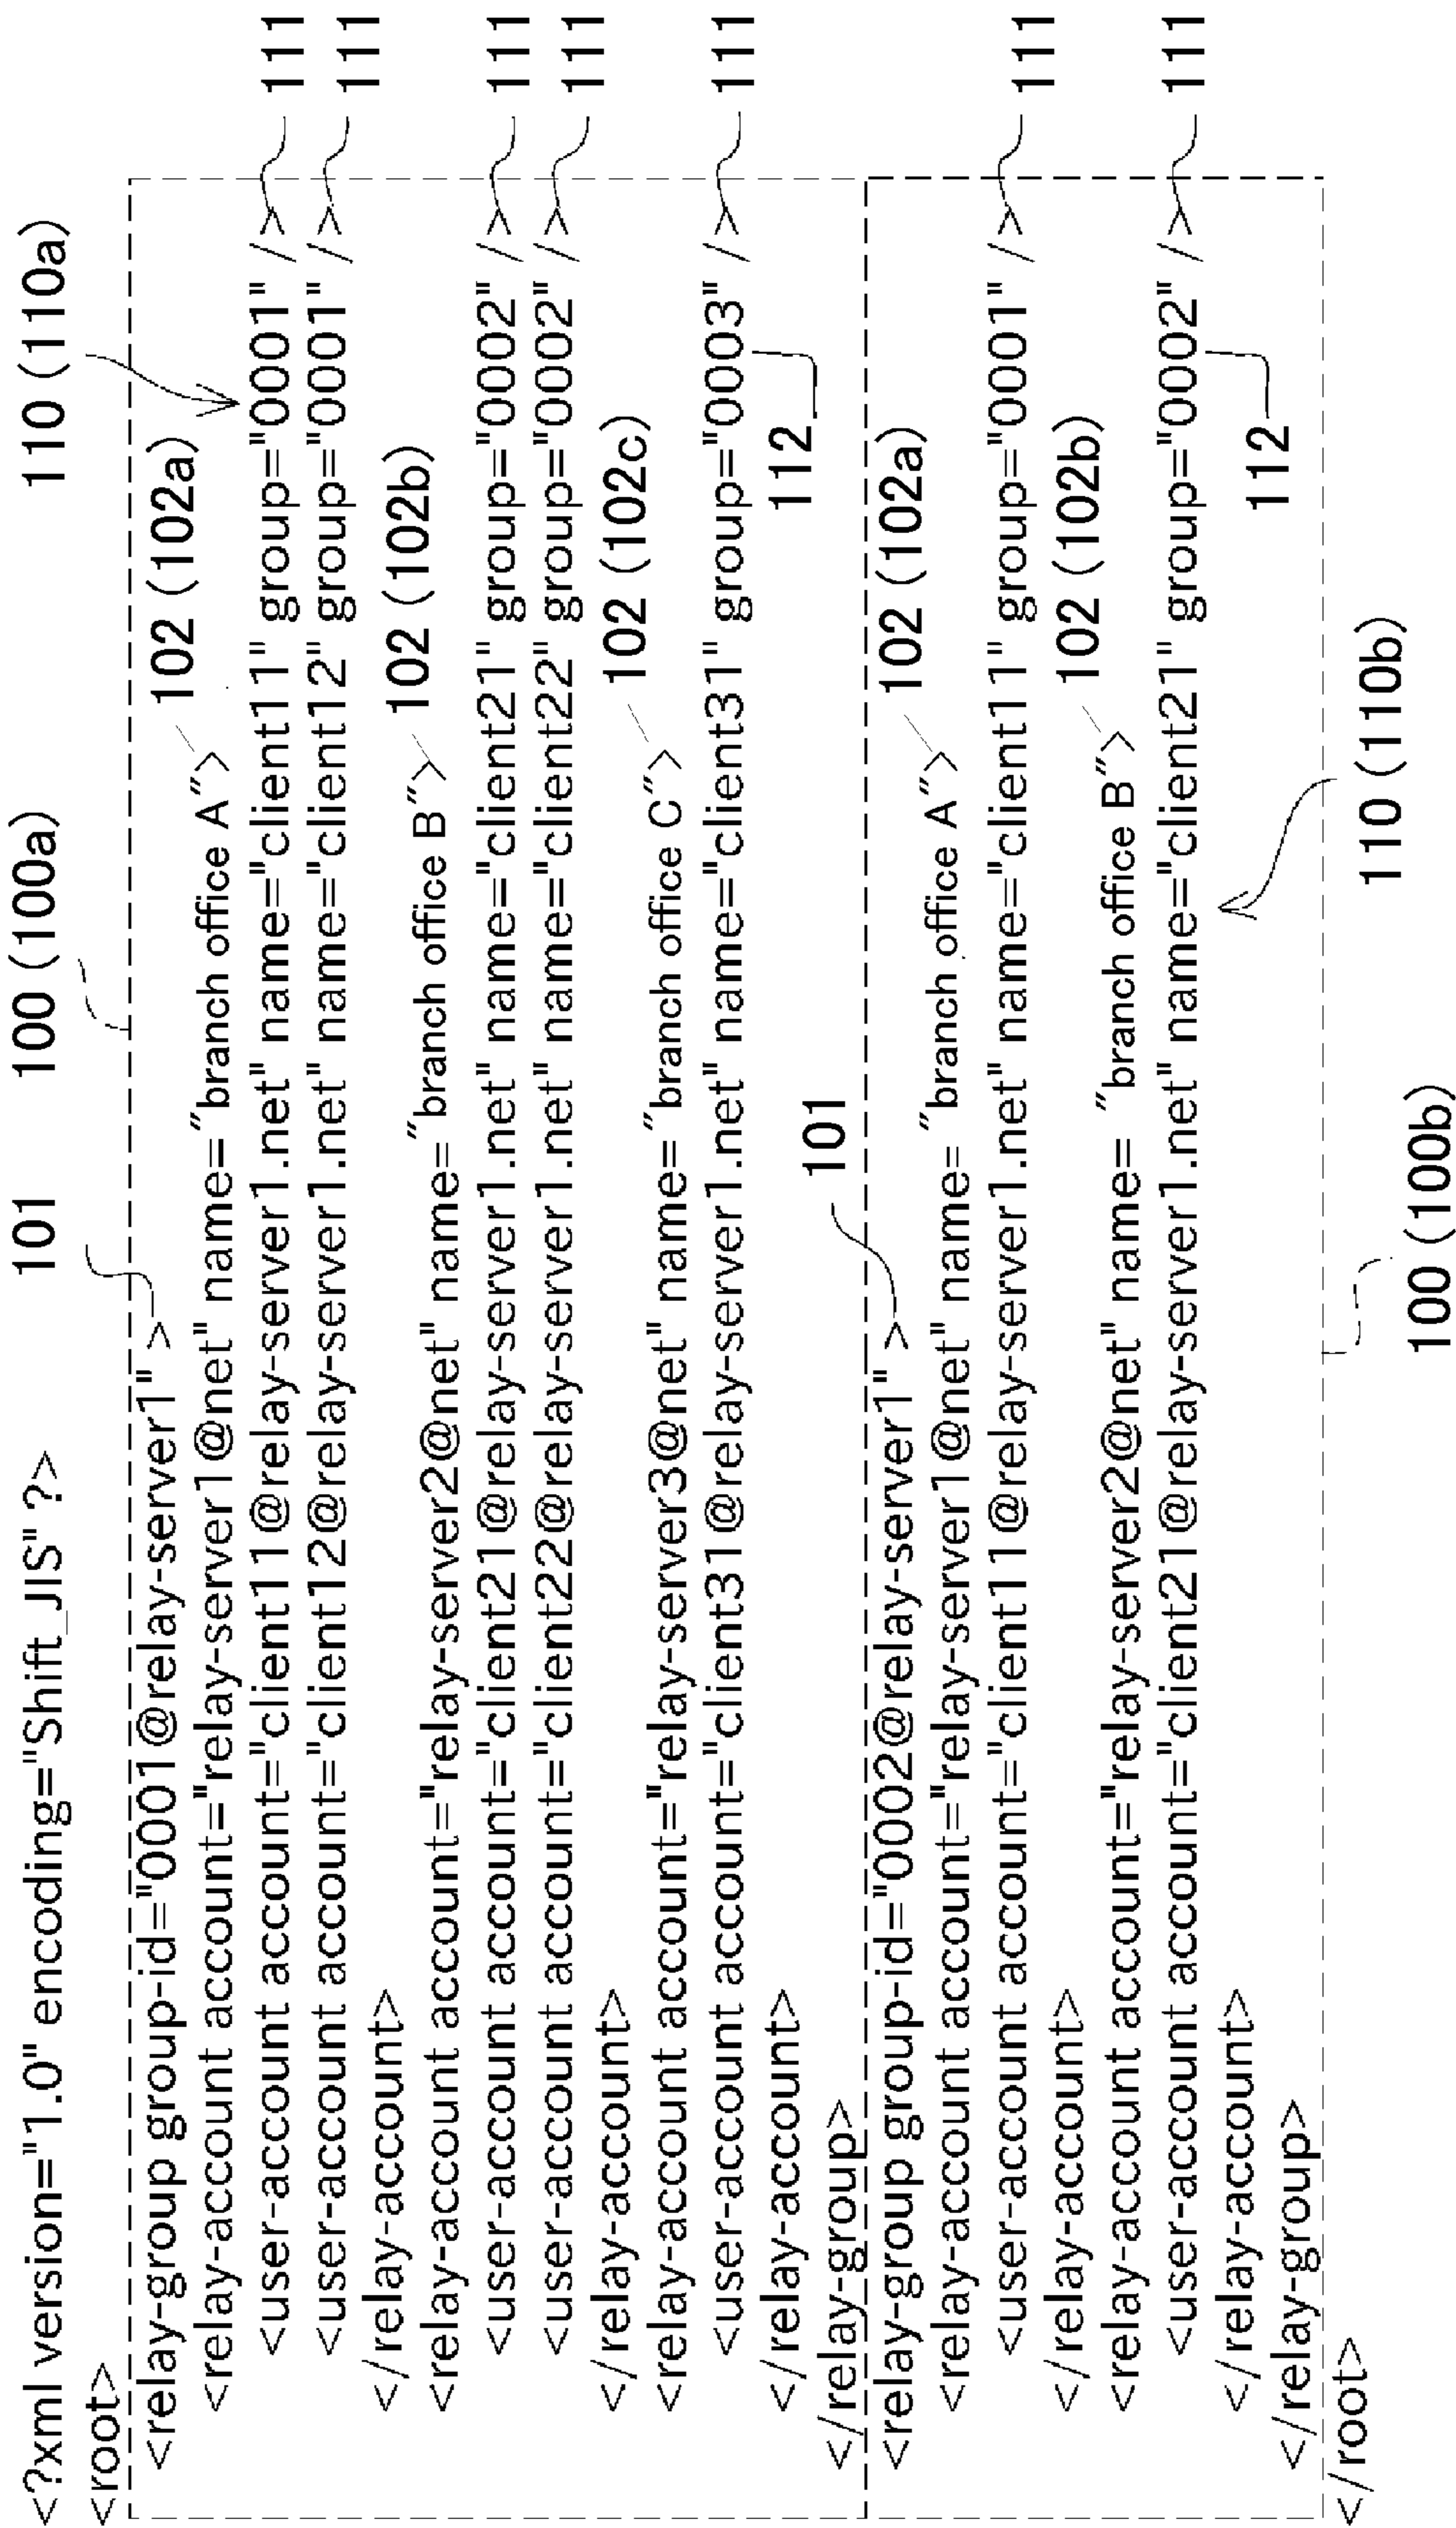 101 100 (100a) 110 (110a)
<?xml version="1.0" encoding="Shift_JIS" ?>
<root>
<relay-group group-id="0001@relay-server1" >
102 (102a)
<relay-account account="relay-server1@net" name="branch office A">
<user-account account="client11@relay-server1.net" name="client11" group="0001" /> 111
<user-account account="client12@relay-server1.net" name="client12" group="0001" /> 111
</relay-account>
102 (102b)
<relay-account account="relay-server2@net" name="branch office B">
<user-account account="client21@relay-server1.net" name="client21" group="0002" /> 111
<user-account account="client22@relay-server1.net" name="client22" group="0002" /> 111
</relay-account>
102 (102c)
<relay-account account="relay-server3@net" name="branch office C">
<user-account account="client31@relay-server1.net" name="client31" group="0003" /> 111
</relay-account>
112
</relay-group>
101
<relay-group group-id="0002@relay-server1" >
102 (102a)
<relay-account account="relay-server1@net" name= "branch office A">
<user-account account="client11@relay-server1.net" name="client11" group="0001" /> 111
</relay-account>
102 (102b)
<relay-account account="relay-server2@net" name= "branch office B">
<user-account account="client21@relay-server1.net" name="client21" group="0002" /> 111
</relay-account>
112
</relay-group>
</root>
110 (110b)
100 (100b)